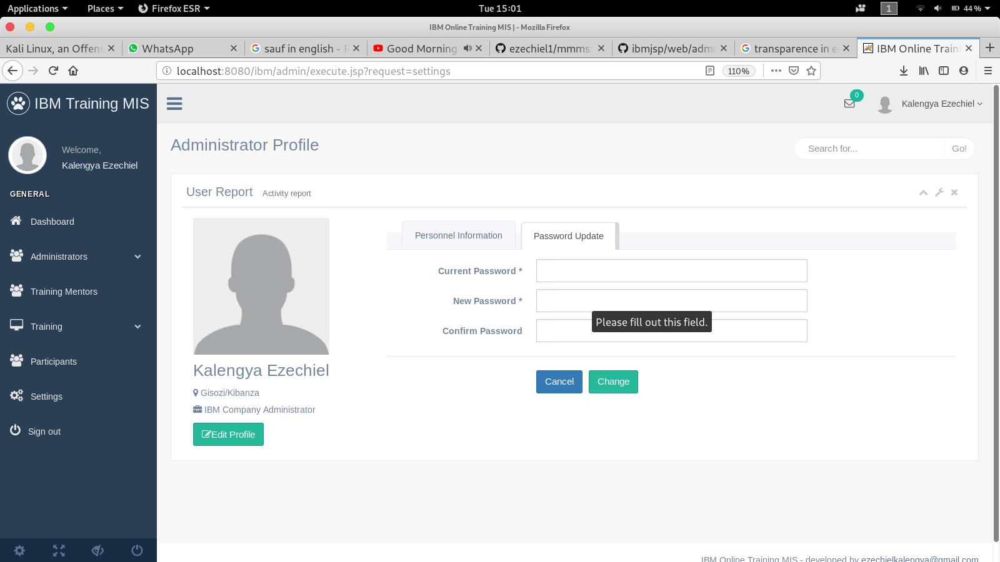 Applications Places Firefox ESR Tue 15:01 1 44 %
IBM Online Training MIS | - Mozilla Firefox
Kali Linux, an Offens WhatsApp sauf in english - Good Morning ezechiel1/mmms: ibmjsp/web/admi transparence in e IBM Online Traini
localhost:8080/ibm/admin/execute.jsp?request=settings 110%
IBM Training MIS
0
Kalengya Ezechiel
Welcome,
Kalengya Ezechiel
GENERAL
Dashboard
Administrators
Training Mentors
Training
Participants
Settings
Sign out
Administrator Profile
Search for... Go!
User Report Activity report
Personnel Information Password Update
Current Password *
New Password *
Please fill out this field.
Confirm Password
Cancel Change
Kalengya Ezechiel
Gisozi/Kibanza
IBM Company Administrator
Edit Profile
IBM Online Training MIS - developed by ezechielkalengya@gmail.com